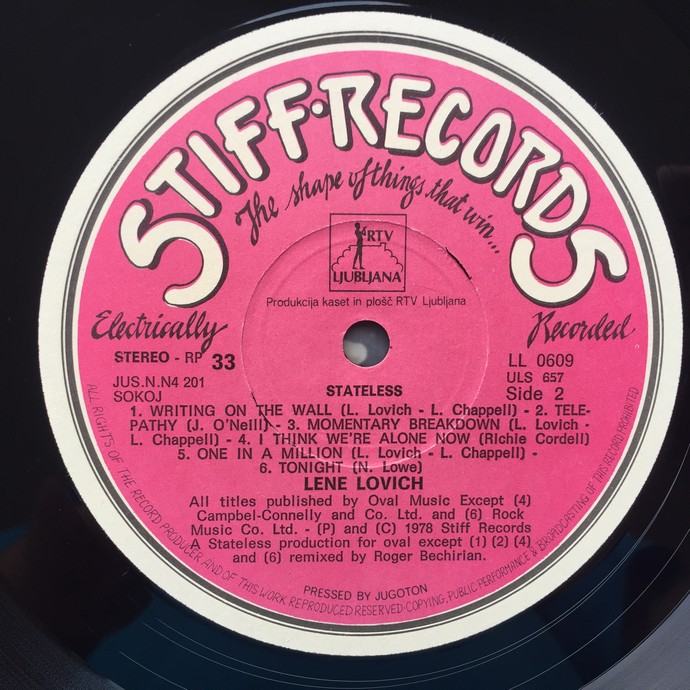 STIFF·RECORDS
The shape of things that win...
RTV
LJUBLJANA
Produkcija kaset in plošč RTV Ljubljana
Electrically
Recorded
STEREO - RP 33
LL 0609
JUS.N.N4 201
ULS 657
SOKOJ
Side 2
STATELESS
1. WRITING ON THE WALL (L. Lovich - L. Chappell) - 2. TELE-
PATHY (J. O'Neill) - 3. MOMENTARY BREAKDOWN (L. Lovich -
L. Chappell) - 4. I THINK WE'RE ALONE NOW (Richie Cordell)
5. ONE IN A MILLION (L. Lovich - L. Chappell) -
6. TONIGHT (N. Lowe)
LENE LOVICH
All titles published by Oval Music Except (4)
Campbel-Connelly and Co. Ltd. and (6) Rock
Music Co. Ltd. - (P) and (C) 1978 Stiff Records
A Stateless production for oval except (1) (2) (4)
and (6) remixed by Roger Bechirian.
PRESSED BY JUGOTON
ALL RIGHTS OF THE RECORD PRODUCER AND OF THIS WORK REPRODUCED RESERVED·COPYING, PUBLIC PERFORMANCE & BROADCASTING OF THIS RECORD PROHIBITED